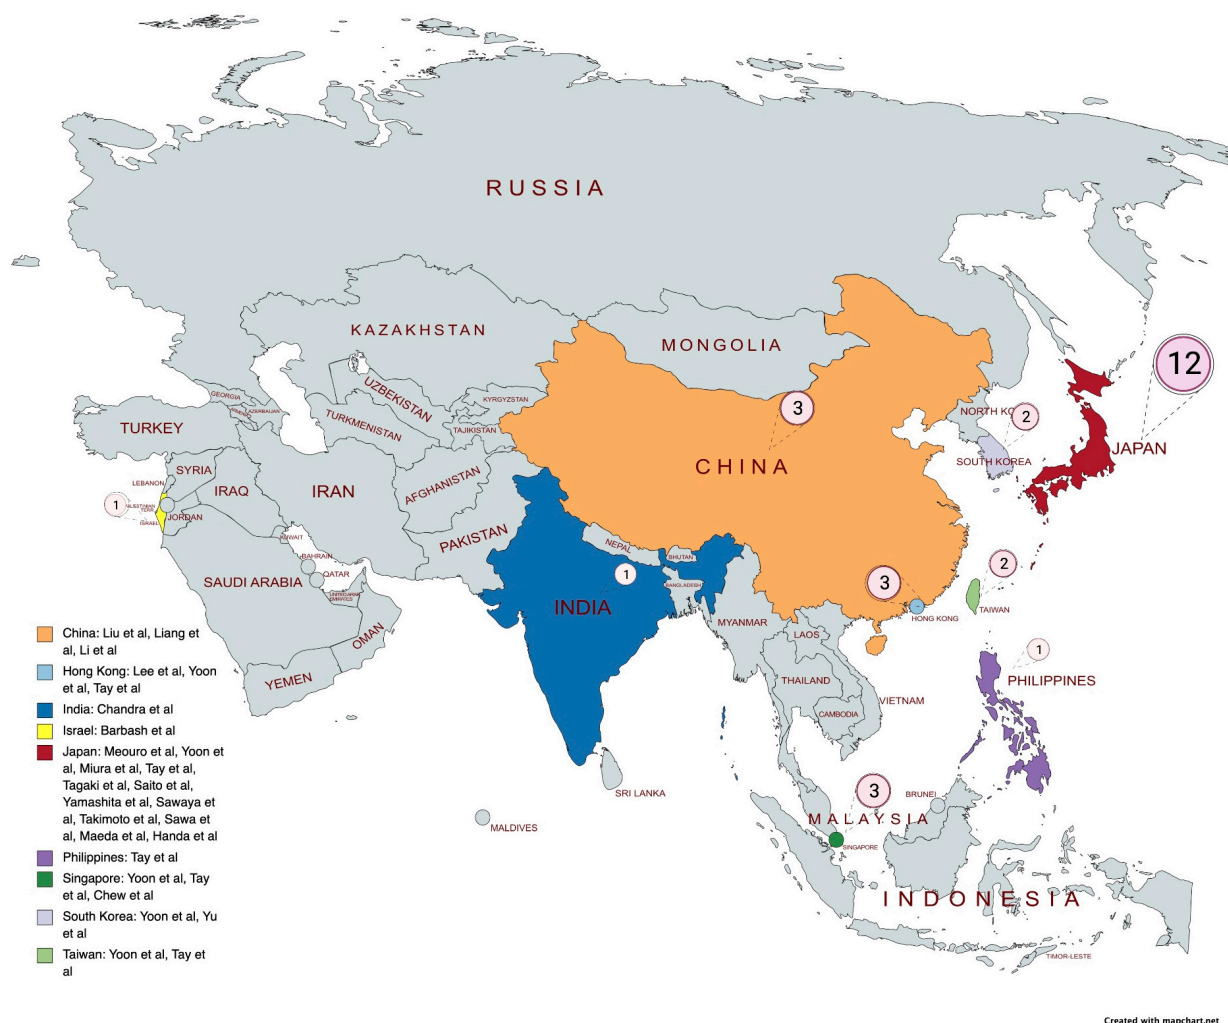 RUSSIA
KAZAKHSTAN
MONGOLIA
12
UZBEKISTAN
KYRGYZSTAN
GEORGIA
AZERBAIJAN
TURKMENISTAN
TAJIKISTAN
3
NORTH KO
2
TURKEY
CHINA
SOUTH KOREA
JAPAN
SYRIA
LEBANON
IRAQ
IRAN
AFGHANISTAN
1
ISRAEL
JORDAN
KUWAIT
PAKISTAN
NEPAL
BHUTAN
BAHRAIN
QATAR
SAUDI ARABIA
UNITED ARAB
EMIRATES
1
BANGLADESH
3
2
INDIA
HONG KONG
TAIWAN
MYANMAR
LAOS
OMAN
YEMEN
1
THAILAND
PHILIPPINES
VIETNAM
CAMBODIA
SRI LANKA
3
BRUNEI
MALDIVES
MALAYSIA
SINGAPORE
INDONESIA
TIMOR-LESTE
China: Liu et al, Liang et
al, Li et al
Hong Kong: Lee et al, Yoon
et al, Tay et al
India: Chandra et al
Israel: Barbash et al
Japan: Meouro et al, Yoon et
al, Miura et al, Tay et al,
Tagaki et al, Saito et al,
Yamashita et al, Sawaya et
al, Takimoto et al, Sawa et
al, Maeda et al, Handa et al
Philippines: Tay et al
Singapore: Yoon et al, Tay
et al, Chew et al
South Korea: Yoon et al, Yu
et al
Taiwan: Yoon et al, Tay et
al
Created with mapchart.net